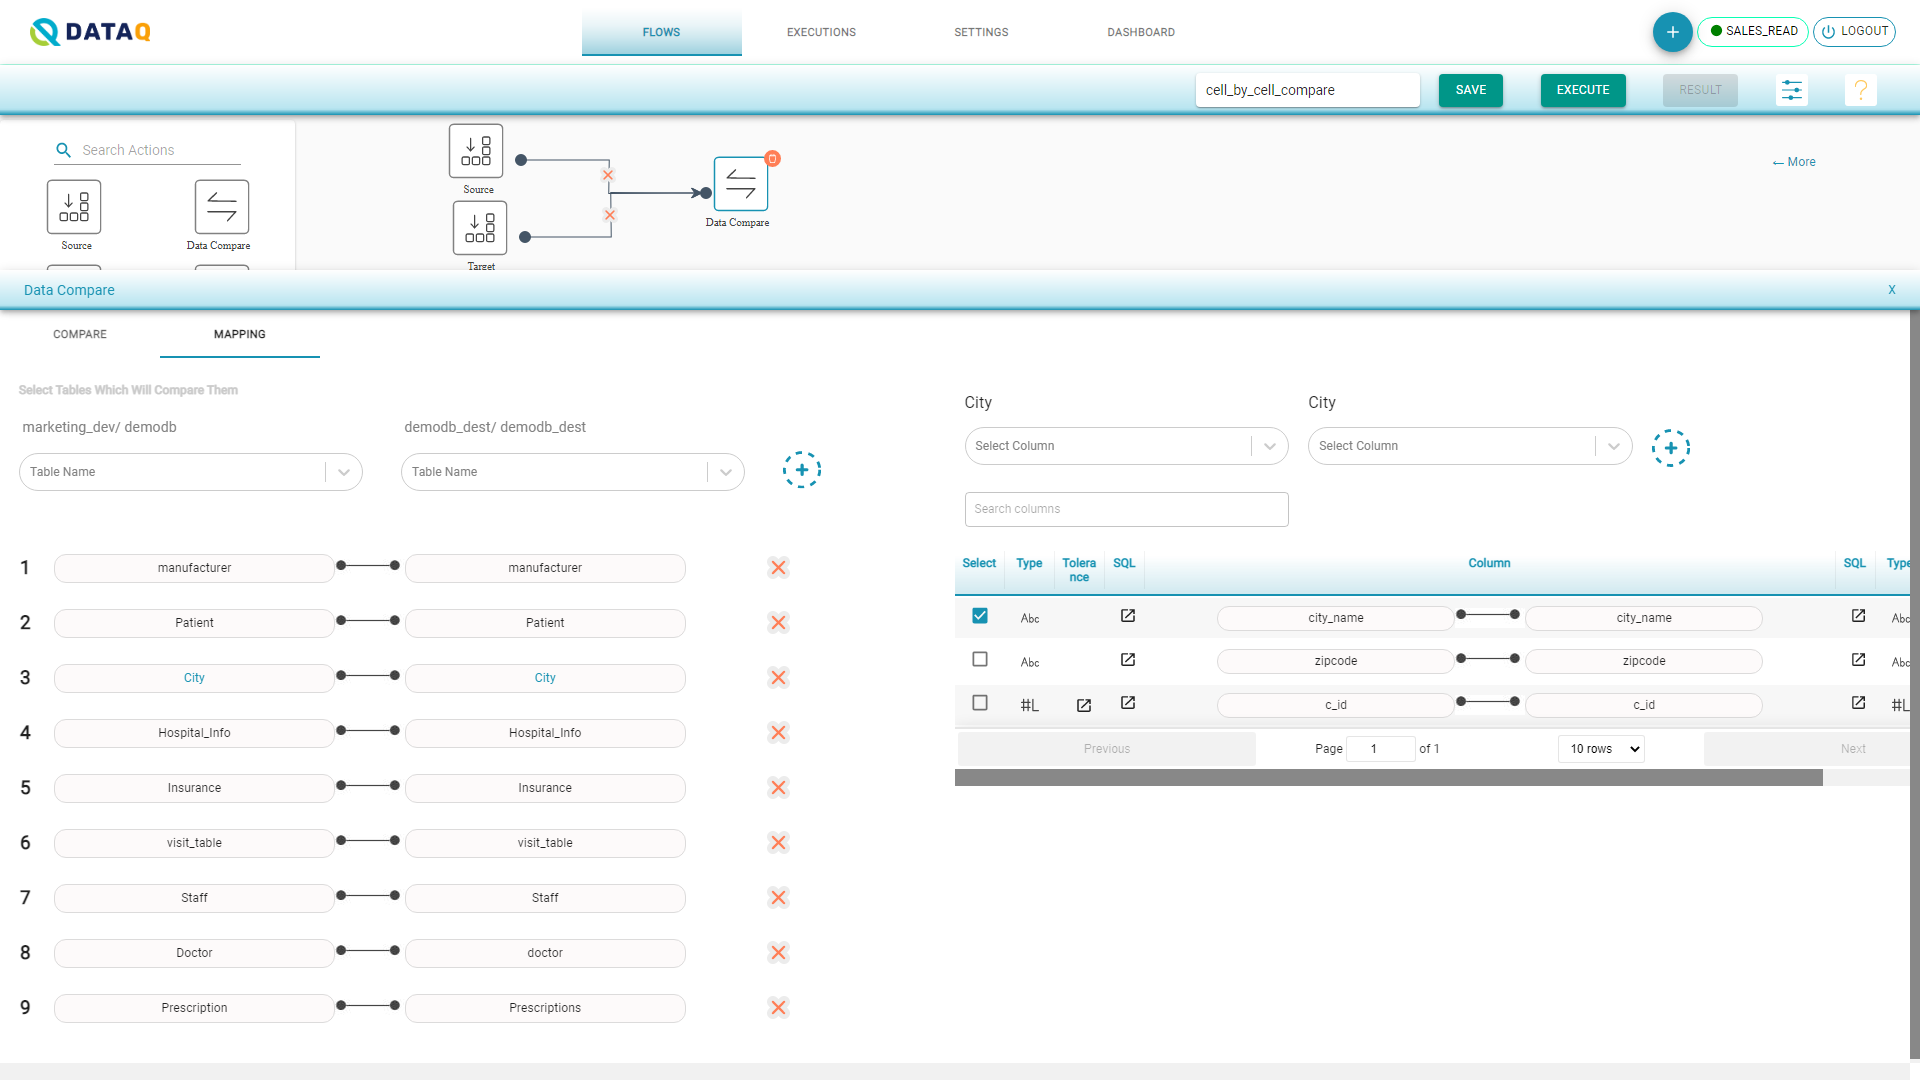 DATAQ
FLOWS
EXECUTIONS
SETTINGS
DASHBOARD
+
SALES_READ
LOGOUT
cell_by_cell_compare
SAVE
EXECUTE
RESULT
?
Search Actions
Source
Data Compare
Source
Target
Data Compare
← More
Data Compare
X
COMPARE
MAPPING
Select Tables Which Will Compare Them
marketing_dev/ demodb
demodb_dest/ demodb_dest
Table Name
Table Name
1 manufacturer manufacturer
2 Patient Patient
3 City City
4 Hospital_Info Hospital_Info
5 Insurance Insurance
6 visit_table visit_table
7 Staff Staff
8 Doctor doctor
9 Prescription Prescriptions
City
City
Select Column
Select Column
Search columns
Select Type Tolerance SQL Column SQL Type
Abc city_name city_name Abc
Abc zipcode zipcode Abc
#L c_id c_id #L
Previous
Page 1 of 1
10 rows
Next